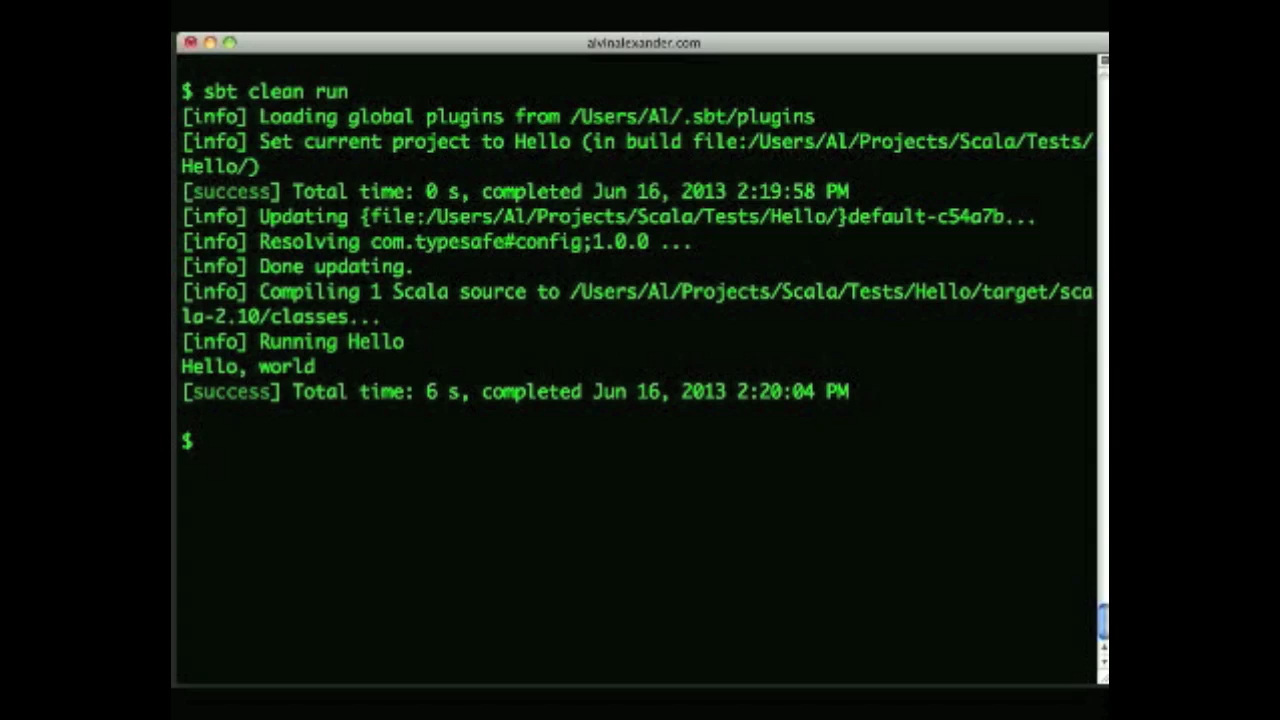 alvinalexander.com
$ sbt clean run
[info] Loading global plugins from /Users/Al/.sbt/plugins
[info] Set current project to Hello (in build file:/Users/Al/Projects/Scala/Tests/
Hello/)
[success] Total time: 0 s, completed Jun 16, 2013 2:19:58 PM
[info] Updating {file:/Users/Al/Projects/Scala/Tests/Hello/}default-c54a7b...
[info] Resolving com.typesafe#config;1.0.0 ...
[info] Done updating.
[info] Compiling 1 Scala source to /Users/Al/Projects/Scala/Tests/Hello/target/sca
la-2.10/classes...
[info] Running Hello
Hello, world
[success] Total time: 6 s, completed Jun 16, 2013 2:20:04 PM
$